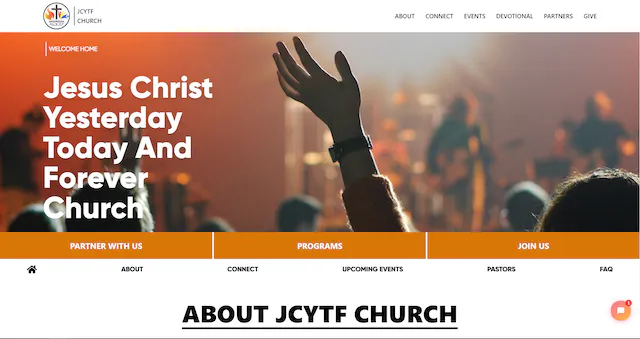 JCYTF
CHURCH
ABOUT CONNECT EVENTS DEVOTIONAL PARTNERS GIVE
WELCOME HOME
Jesus Christ
Yesterday
Today And
Forever
Church
PARTNER WITH US PROGRAMS JOIN US
ABOUT CONNECT UPCOMING EVENTS PASTORS FAQ
ABOUT JCYTF CHURCH
1